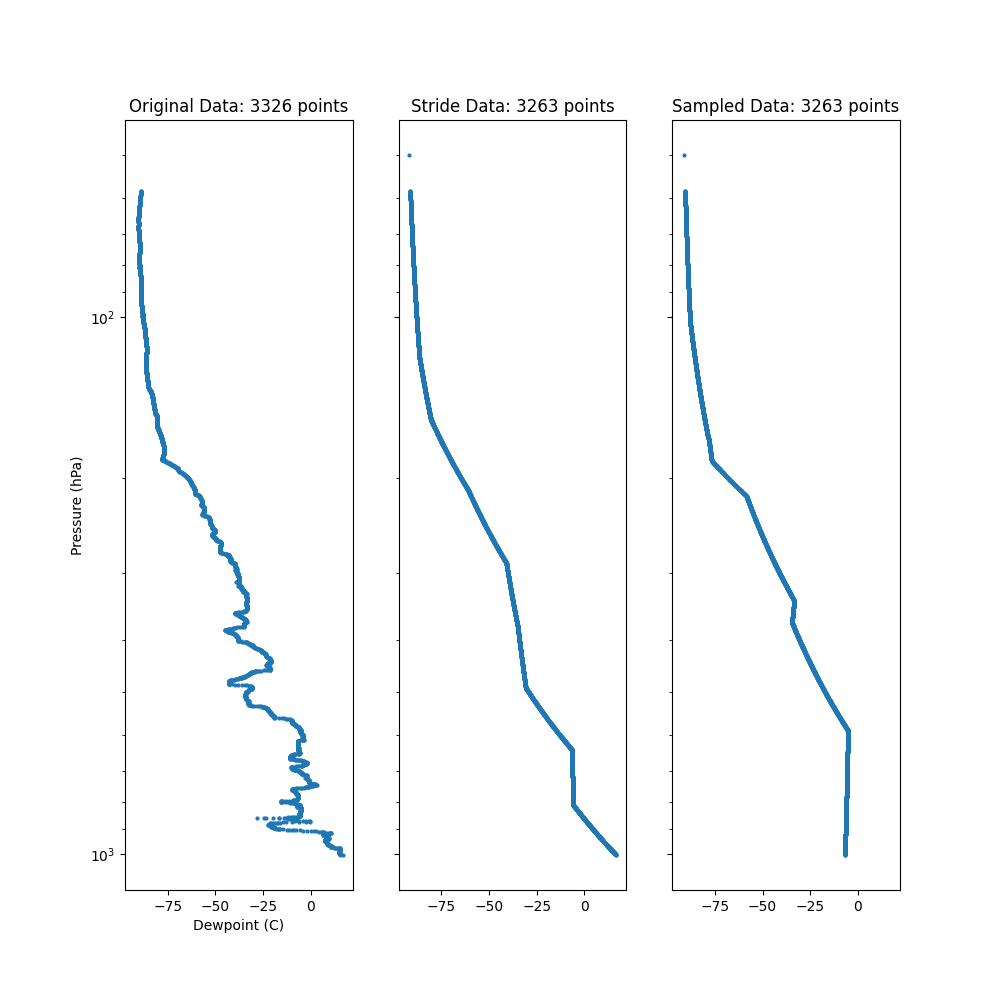 Original Data: 3326 points
Stride Data: 3263 points
Sampled Data: 3263 points
10²
10³
Pressure (hPa)
−75 −50 −25 0
−75 −50 −25 0
−75 −50 −25 0
Dewpoint (C)